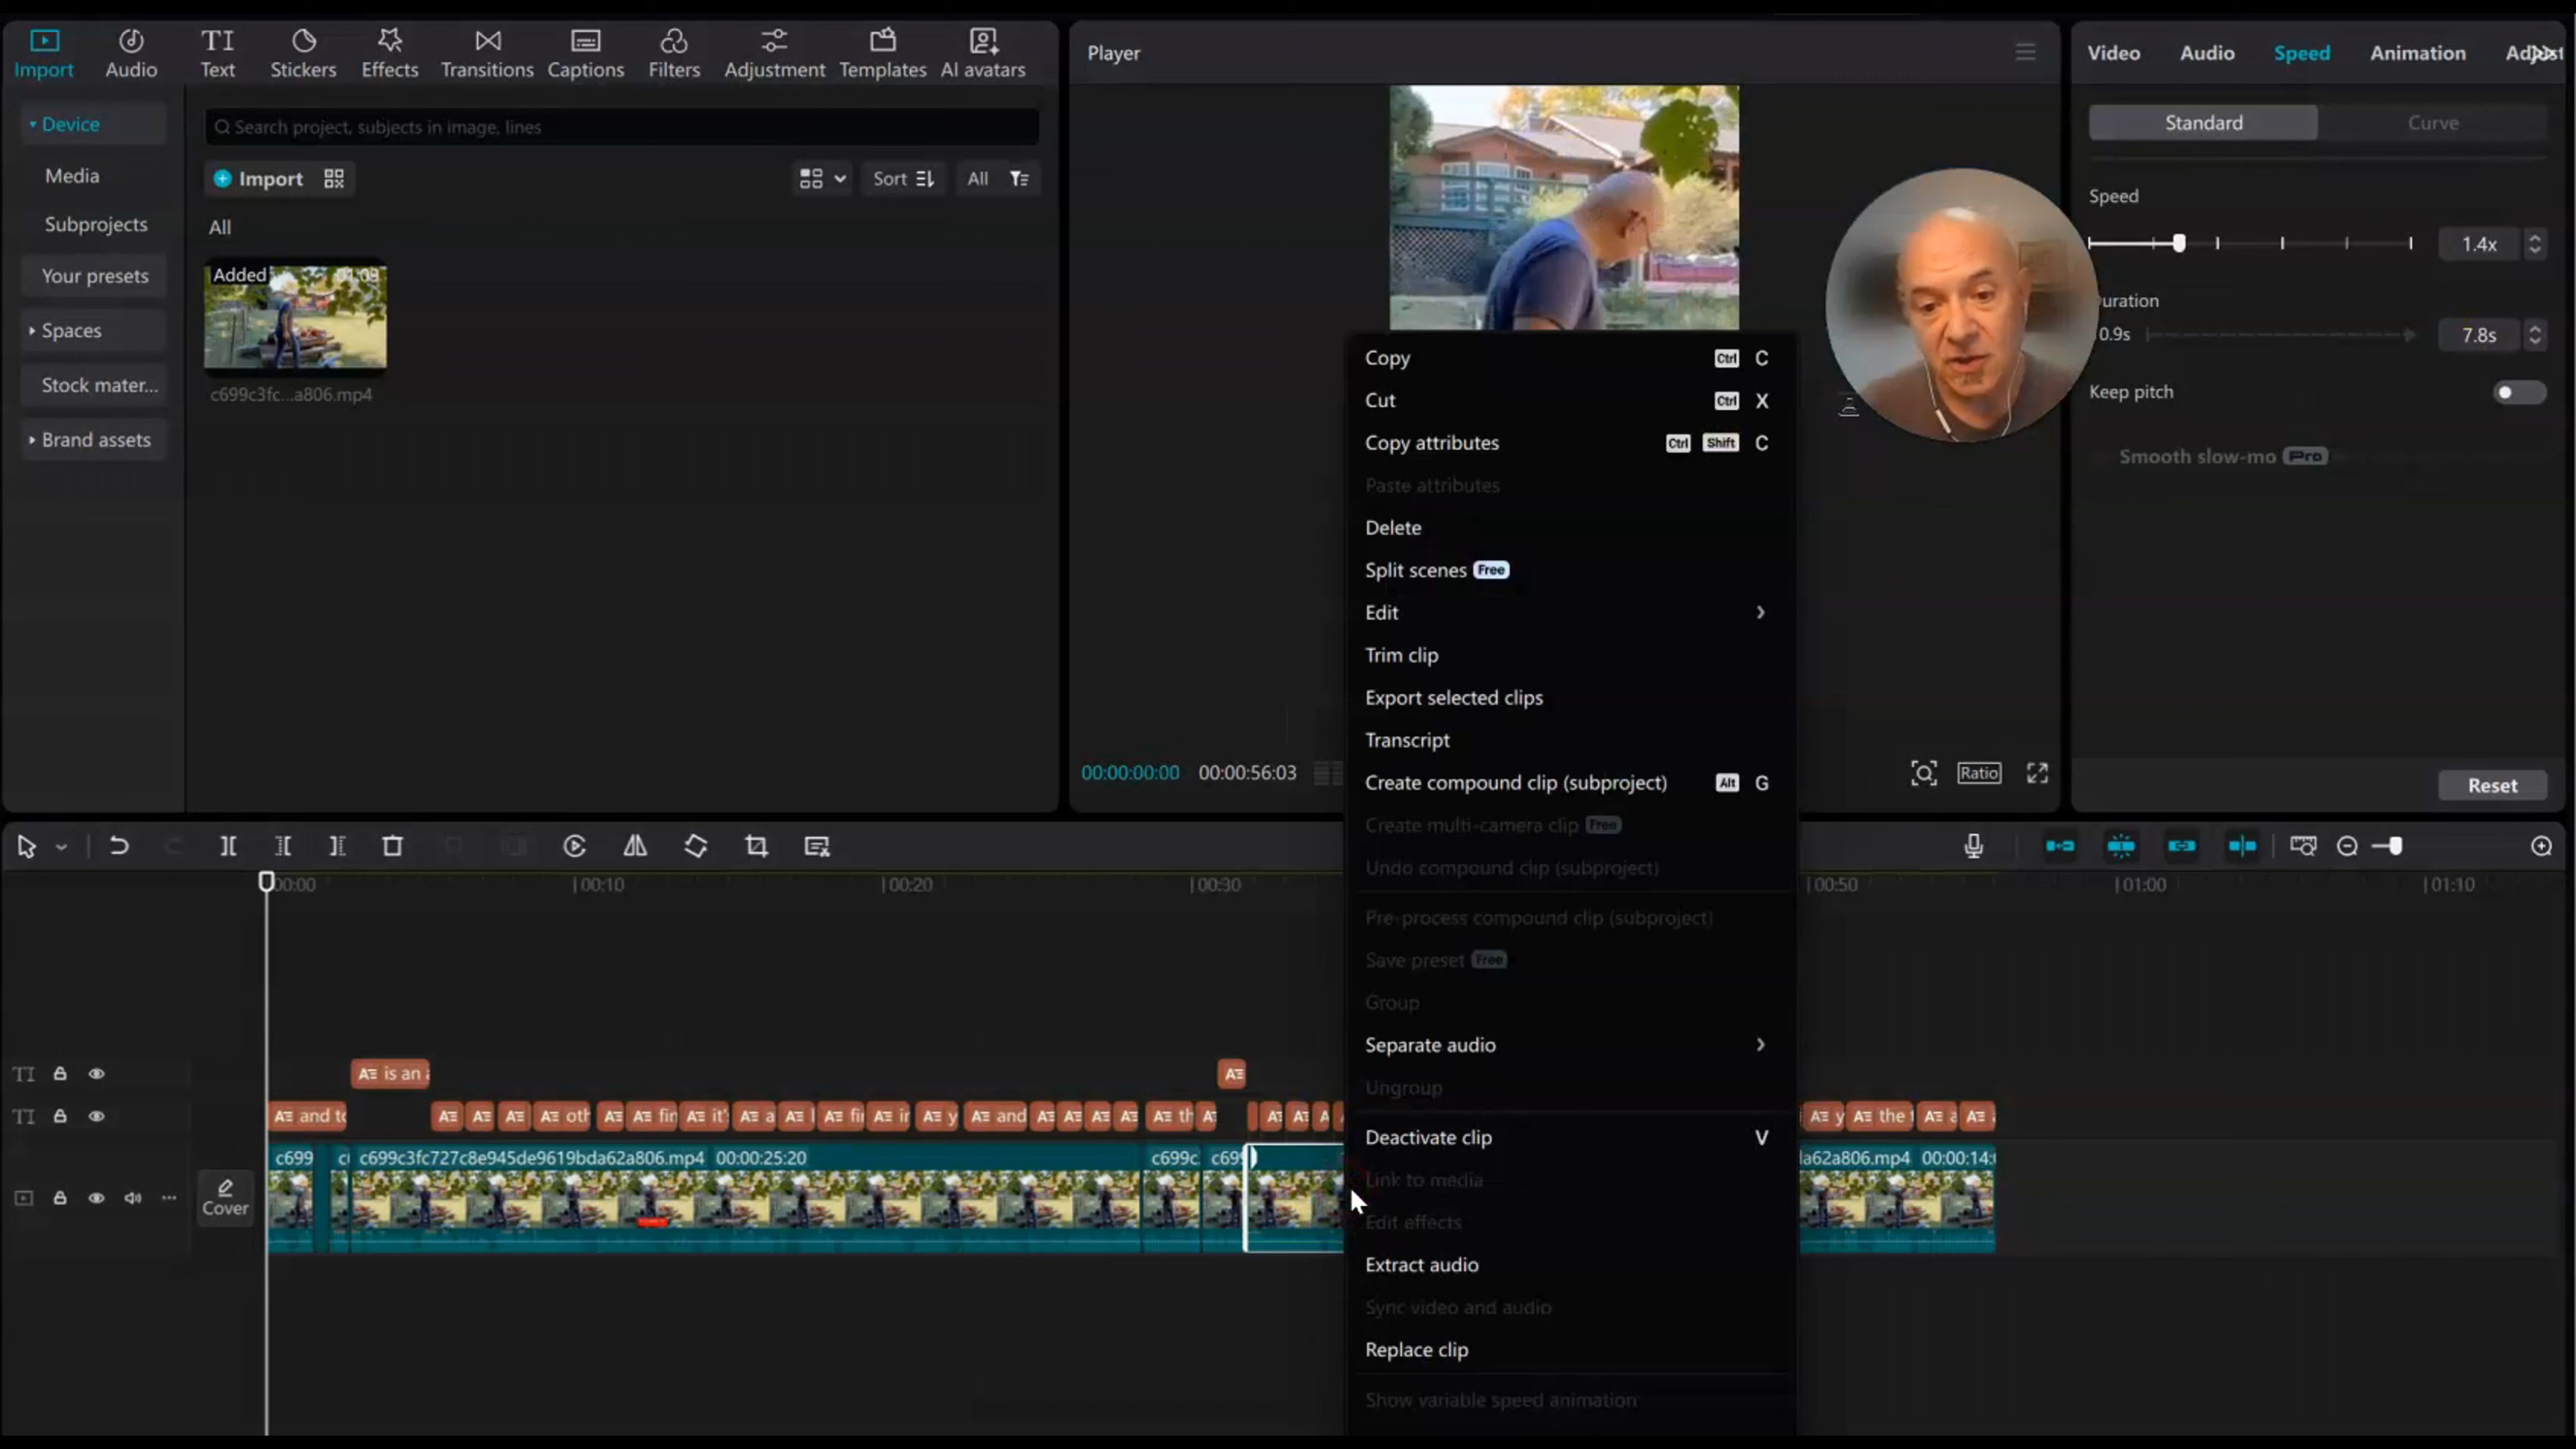 Import
Audio
Text
Stickers
Effects
Transitions
Captions
Filters
Adjustment
Templates
AI avatars
Device
Media
Subprojects
Your presets
Spaces
Stock mater...
Brand assets
Search project, subjects in image, lines
Import
Sort
All
All
Added
c699c3fc...a806.mp4
Player
00:00:00:00
00:00:56:03
Ratio
Video
Audio
Speed
Animation
Standard
Curve
Speed
1.4x
uration
0.9s
7.8s
Keep pitch
Smooth slow-mo Pro
Reset
Copy Ctrl C
Cut Ctrl X
Copy attributes Ctrl Shift C
Paste attributes
Delete
Split scenes Free
Edit
Trim clip
Export selected clips
Transcript
Create compound clip (subproject) Alt G
Create multi-camera clip Free
Undo compound clip (subproject)
Pre-process compound clip (subproject)
Save preset Free
Group
Separate audio
Ungroup
Deactivate clip V
Link to media
Edit effects
Extract audio
Sync video and audio
Replace clip
Show variable speed animation
00:00
00:10
00:20
00:30
00:50
01:00
01:10
TI
A is an
A
TI
A and to
A A A A oth A A fin A it's A a A l A fi A i A y A and A A A A A th A
A A A A
A y A the A a A
Cover
c699
c699c3fc727c8e945de9619bda62a806.mp4 00:00:25:20
c699c
c699
a62a806.mp4 00:00:14: